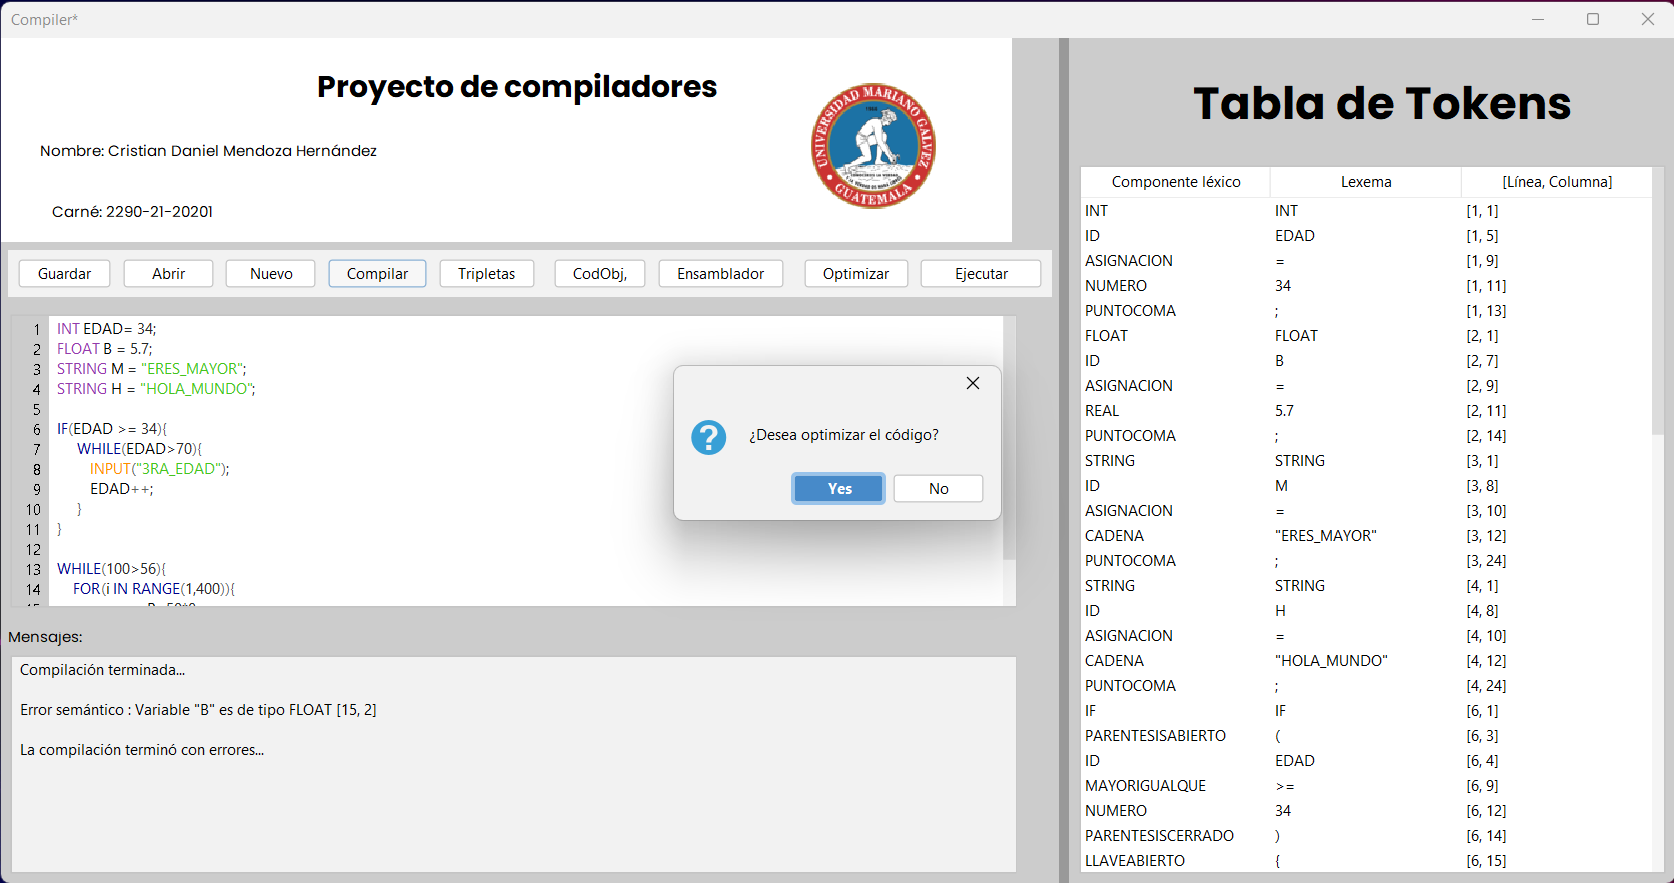 Compiler*
Proyecto de compiladores
Nombre: Cristian Daniel Mendoza Hernández
Carné: 2290-21-20201
UNIVERSIDAD MARIANO GALVEZ
GUATEMALA
Guardar Abrir Nuevo Compilar Tripletas CodObj, Ensamblador Optimizar Ejecutar
1 INT EDAD= 34;
2 FLOAT B = 5.7;
3 STRING M = "ERES_MAYOR";
4 STRING H = "HOLA_MUNDO";
5
6 IF(EDAD >= 34){
7 WHILE(EDAD>70){
8 INPUT("3RA_EDAD");
9 EDAD++;
10 }
11 }
12
13 WHILE(100>56){
14 FOR(i IN RANGE(1,400)){
¿Desea optimizar el código?
Yes No
Mensajes:
Compilación terminada...
Error semántico : Variable "B" es de tipo FLOAT [15, 2]
La compilación terminó con errores...
Tabla de Tokens
Componente léxico Lexema [Línea, Columna]
INT INT [1, 1]
ID EDAD [1, 5]
ASIGNACION = [1, 9]
NUMERO 34 [1, 11]
PUNTOCOMA ; [1, 13]
FLOAT FLOAT [2, 1]
ID B [2, 7]
ASIGNACION = [2, 9]
REAL 5.7 [2, 11]
PUNTOCOMA ; [2, 14]
STRING STRING [3, 1]
ID M [3, 8]
ASIGNACION = [3, 10]
CADENA "ERES_MAYOR" [3, 12]
PUNTOCOMA ; [3, 24]
STRING STRING [4, 1]
ID H [4, 8]
ASIGNACION = [4, 10]
CADENA "HOLA_MUNDO" [4, 12]
PUNTOCOMA ; [4, 24]
IF IF [6, 1]
PARENTESISABIERTO ( [6, 3]
ID EDAD [6, 4]
MAYORIGUALQUE >= [6, 9]
NUMERO 34 [6, 12]
PARENTESISCERRADO ) [6, 14]
LLAVEABIERTO { [6, 15]